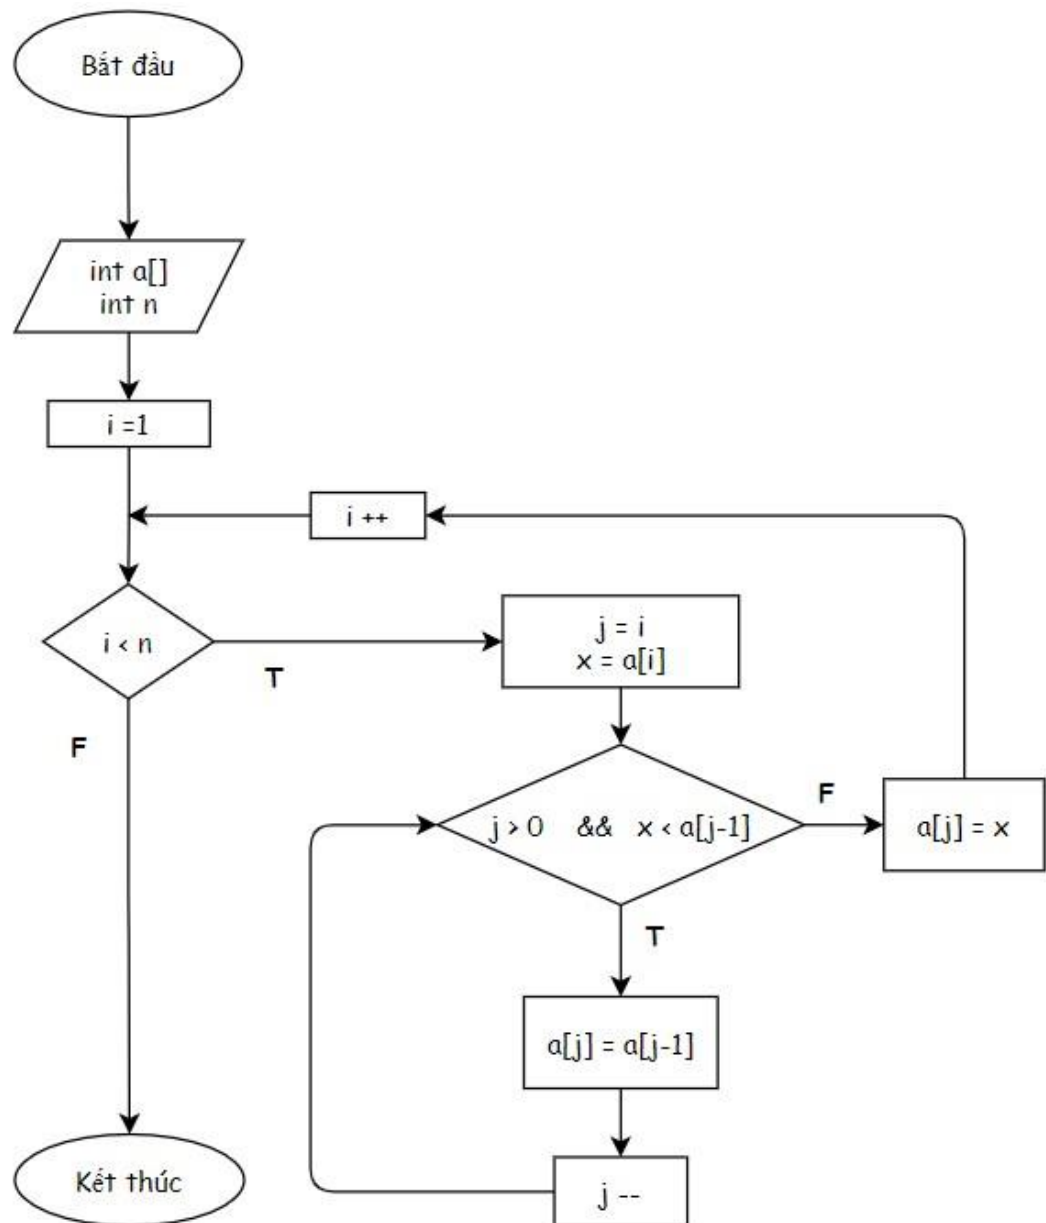 Bắt đầu
int a[]
int n
i =1
i ++
i < n
T
F
j = i
x = a[i]
j > 0 && x < a[j-1]
F
a[j] = x
T
a[j] = a[j-1]
j --
Kết thúc